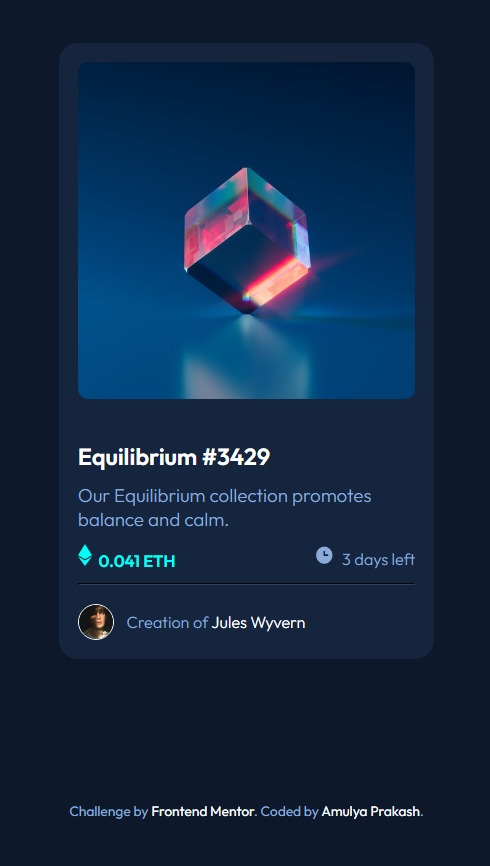 Equilibrium #3429
Our Equilibrium collection promotes
balance and calm.
0.041 ETH
3 days left
Creation of Jules Wyvern
Challenge by Frontend Mentor. Coded by Amulya Prakash.